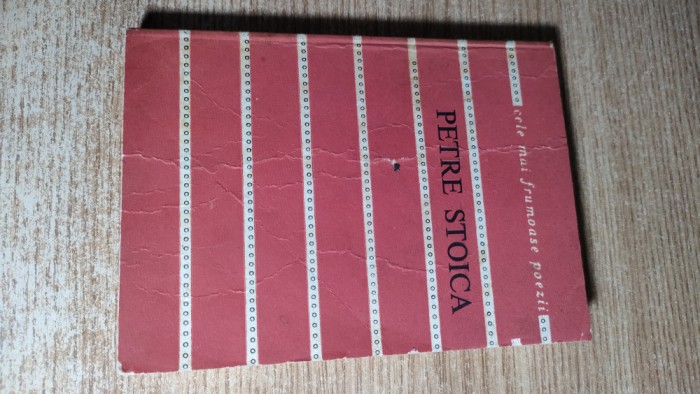 cele mai frumoase poezii
PETRE STOICA